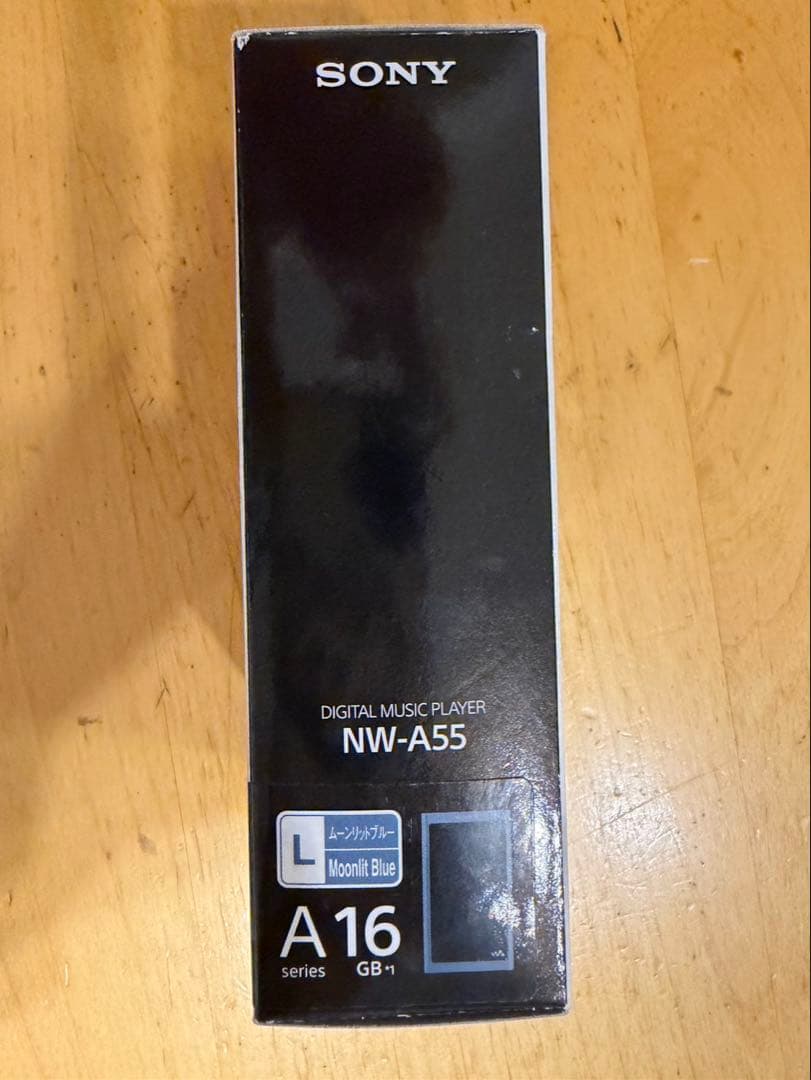 SONY
DIGITAL MUSIC PLAYER
NW-A55
L
ムーンリットブルー
Moonlit Blue
A 16
series GB *1